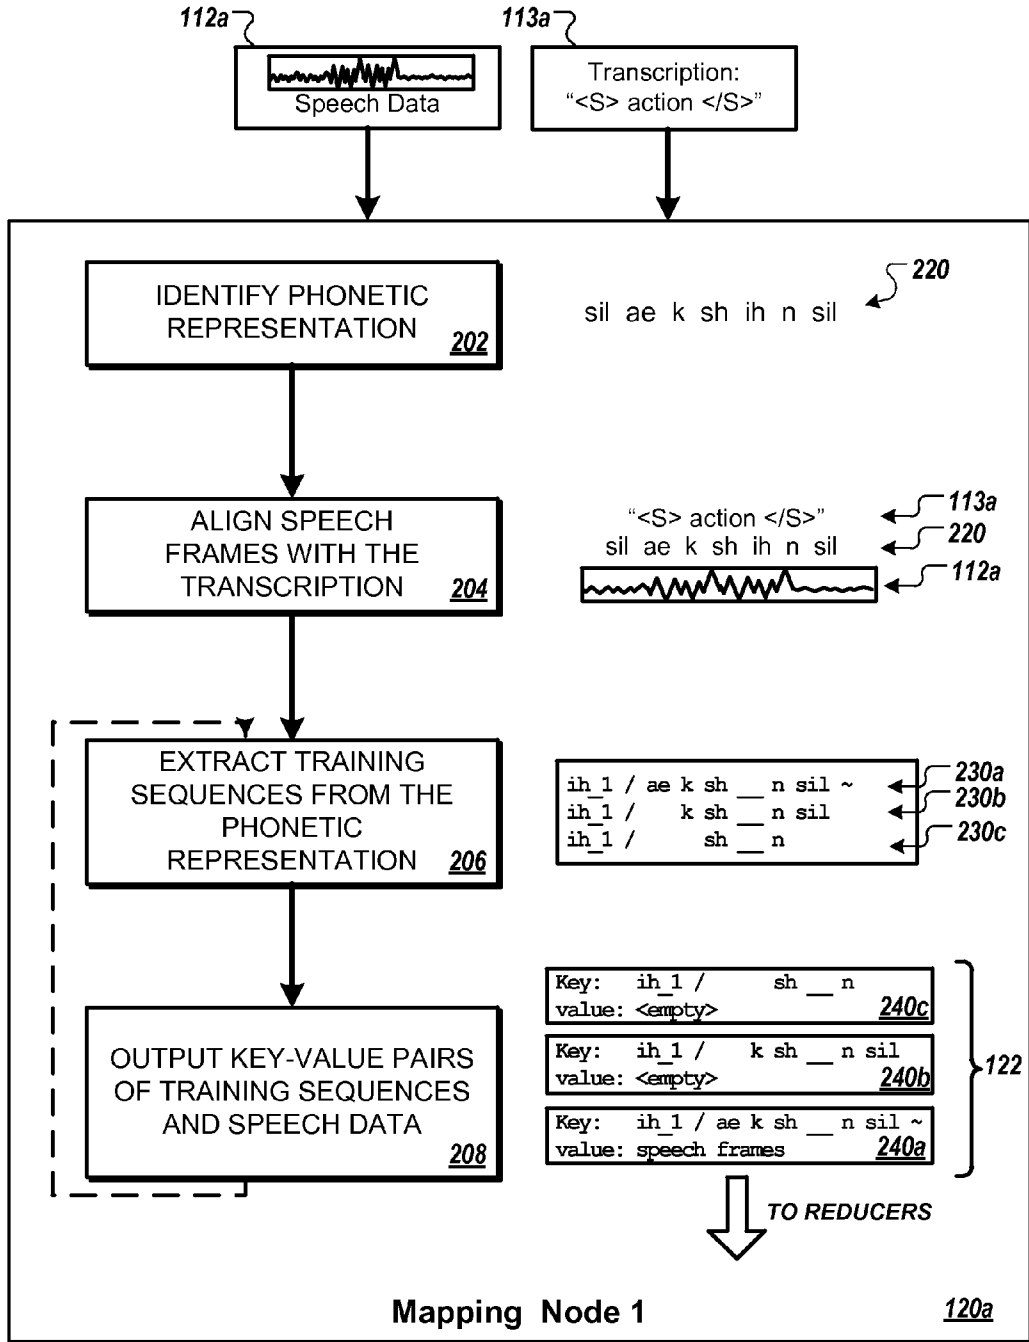 112a
113a
Speech Data
Transcription:
“<S> action </S>”
IDENTIFY PHONETIC
REPRESENTATION
202
220
sil ae k sh ih n sil
ALIGN SPEECH
FRAMES WITH THE
TRANSCRIPTION
204
“<S> action </S>”
113a
sil ae k sh ih n sil
220
112a
EXTRACT TRAINING
SEQUENCES FROM THE
PHONETIC
REPRESENTATION
206
ih_1 / ae k sh __ n sil ~
230a
ih_1 / k sh __ n sil
230b
ih_1 / sh __ n
230c
OUTPUT KEY-VALUE PAIRS
OF TRAINING SEQUENCES
AND SPEECH DATA
208
Key: ih_1 / sh __ n
value: <empty>
240c
Key: ih_1 / k sh __ n sil
value: <empty>
240b
Key: ih_1 / ae k sh __ n sil ~
value: speech frames
240a
122
TO REDUCERS
Mapping Node 1
120a